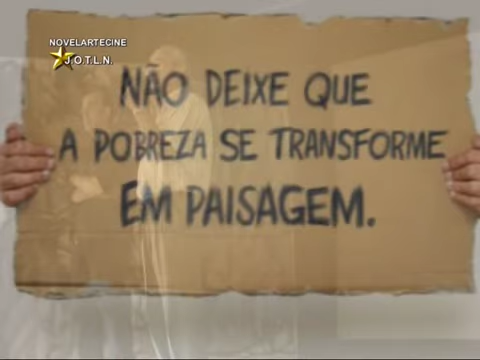 NOVELARTECINE
J.O.T.L.N.
NÃO DEIXE QUE
A POBREZA SE TRANSFORME
EM PAISAGEM.